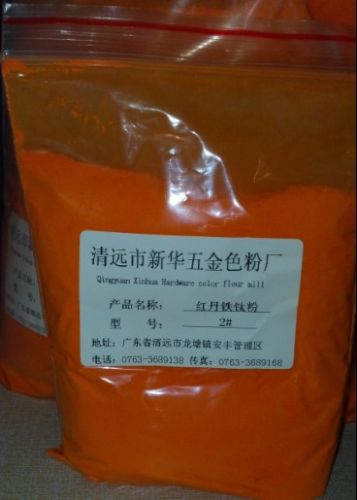 清远市新华五金色粉厂
Qingyuan Xinhua Hardware color flour mill
产品名称: 红丹铁钛粉
型 号: 2#
地址: 广东省清远市龙塘镇安丰管理区
电话: 0763-3689138 传真: 0763-3689168